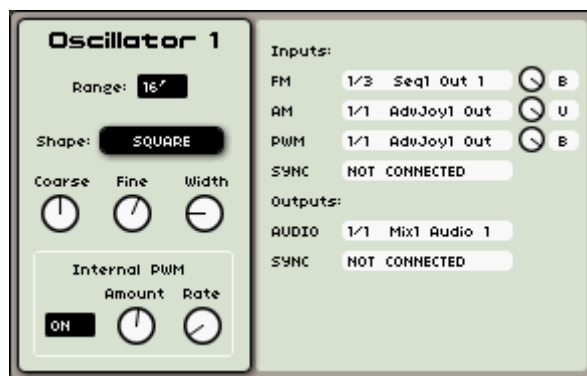 Oscillator 1
Range: 16'
Shape: SQUARE
Coarse Fine Width
Internal PWM
Amount Rate
ON
Inputs:
FM 1/3 Seq1 Out 1 B
AM 1/1 AdvJoy1 Out U
PWM 1/1 AdvJoy1 Out B
SYNC NOT CONNECTED
Outputs:
AUDIO 1/1 Mix1 Audio 1
SYNC NOT CONNECTED